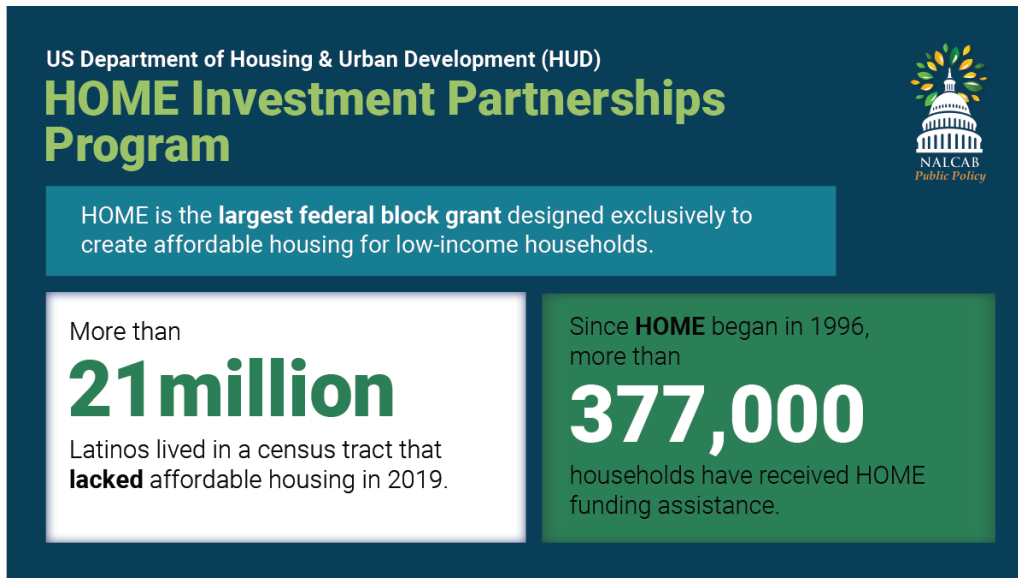 US Department of Housing & Urban Development (HUD)
HOME Investment Partnerships
Program
NALCAB
Public Policy
HOME is the largest federal block grant designed exclusively to
create affordable housing for low-income households.
More than
21million
Latinos lived in a census tract that
lacked affordable housing in 2019.
Since HOME began in 1996,
more than
377,000
households have received HOME
funding assistance.